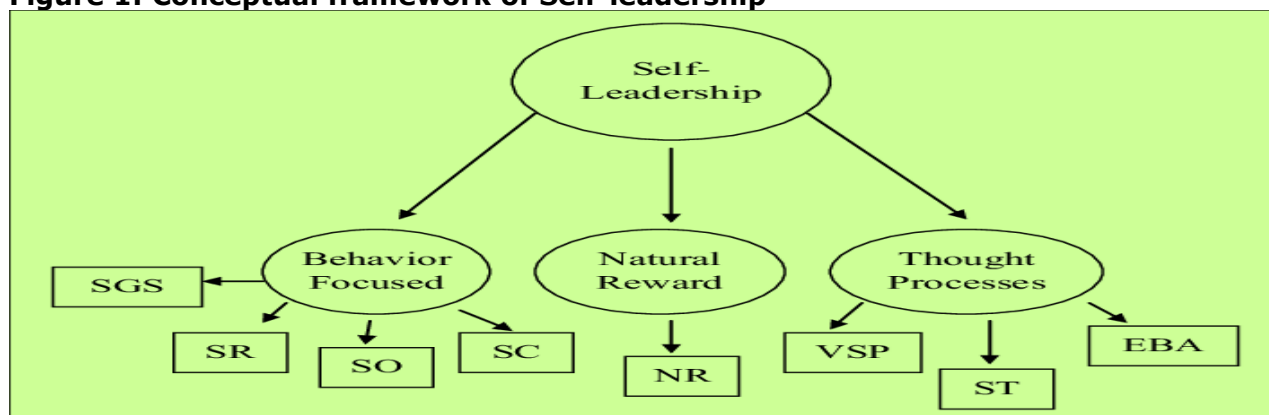 Figure 1: Conceptual framework of Self-leadership
Self-
Leadership
Behavior
Focused
Natural
Reward
Thought
Processes
SGS
SR
SO
SC
NR
VSP
ST
EBA